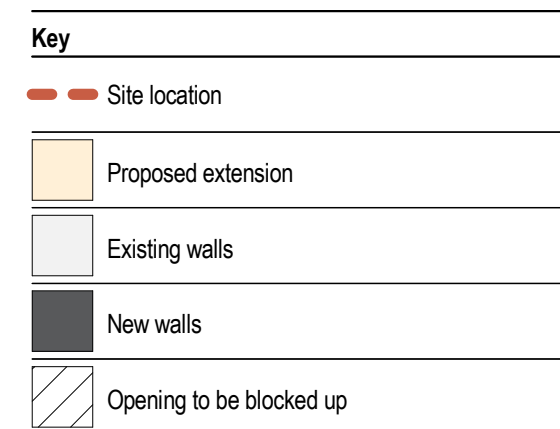 Key
Site location
Proposed extension
Existing walls
New walls
Opening to be blocked up